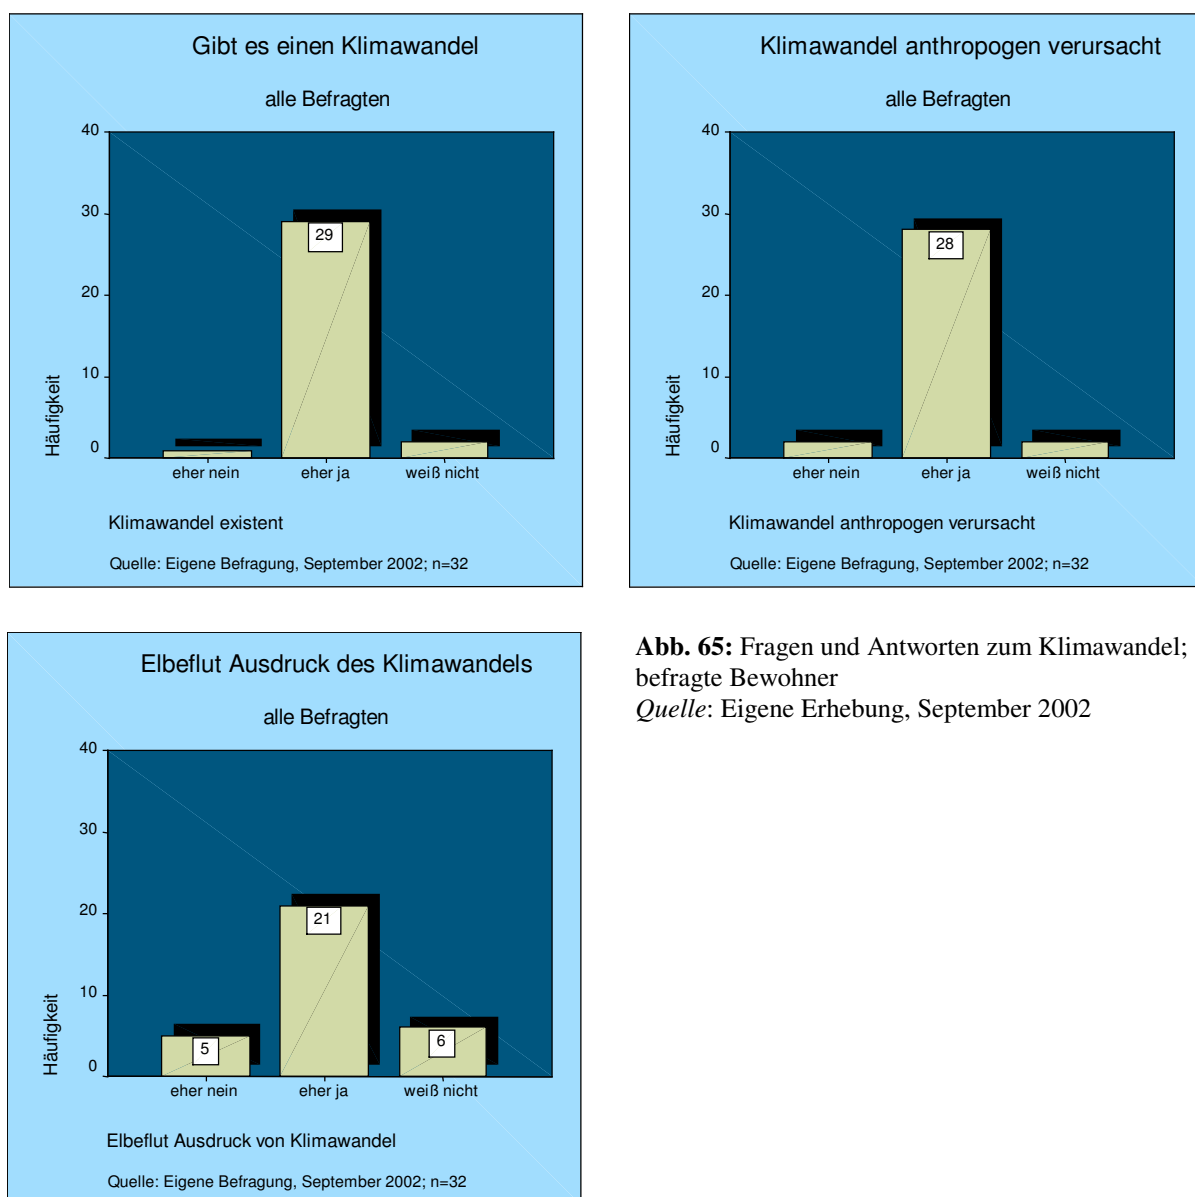 Gibt es einen Klimawandel
alle Befragten
40
30
20
10
0
Häufigkeit
29
eher nein
eher ja
weiß nicht
Klimawandel existent
Quelle: Eigene Befragung, September 2002; n=32
Klimawandel anthropogen verursacht
alle Befragten
40
30
20
10
0
Häufigkeit
28
eher nein
eher ja
weiß nicht
Klimawandel anthropogen verursacht
Quelle: Eigene Befragung, September 2002; n=32
Elbeflut Ausdruck des Klimawandels
alle Befragten
40
30
20
10
0
Häufigkeit
5
21
6
eher nein
eher ja
weiß nicht
Elbeflut Ausdruck von Klimawandel
Quelle: Eigene Befragung, September 2002; n=32
Abb. 65: Fragen und Antworten zum Klimawandel;
befragte Bewohner
Quelle: Eigene Erhebung, September 2002